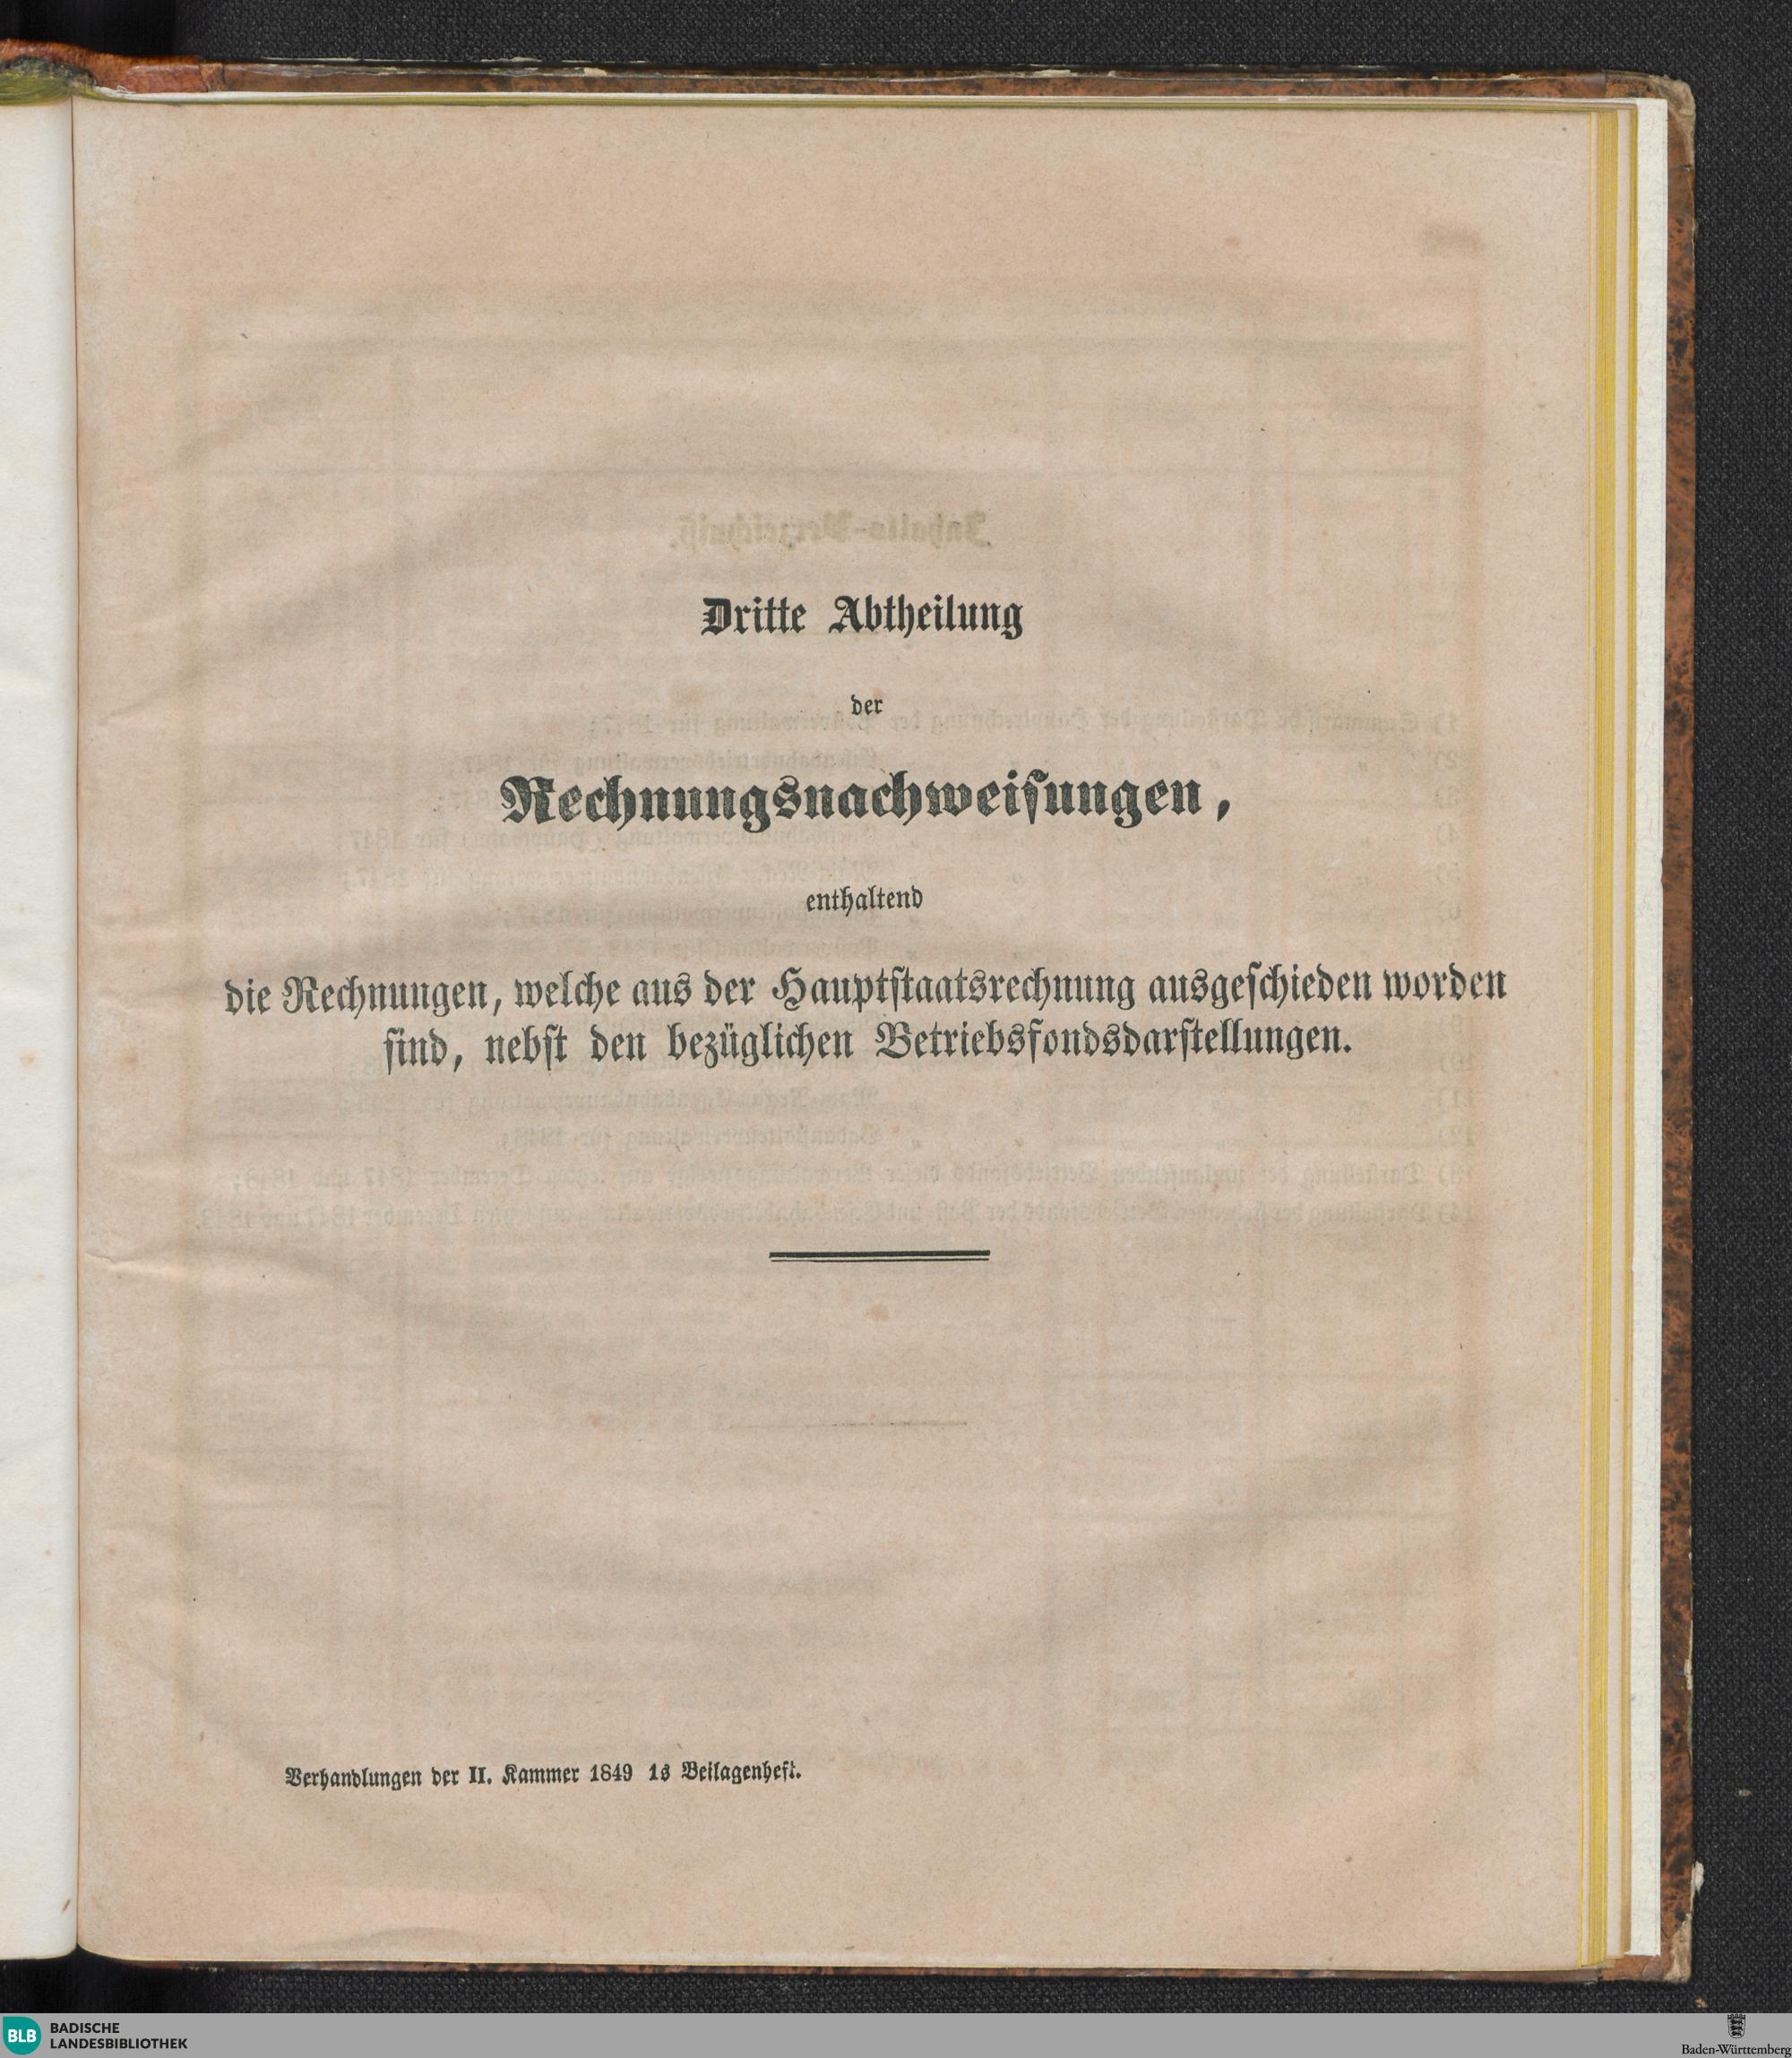 Dritte Abtheilung
der
Rechnungsnachweisungen,
enthaltend
die Rechnungen, welche aus der Hauptstaatsrechnung ausgeschieden worden
sind, nebst den bezüglichen Betriebsfondsdarstellungen.
Verhandlungen der II. Kammer 1849 1s Beilagenheft.
BLB BADISCHE
LANDESBIBLIOTHEK
Baden-Württemberg